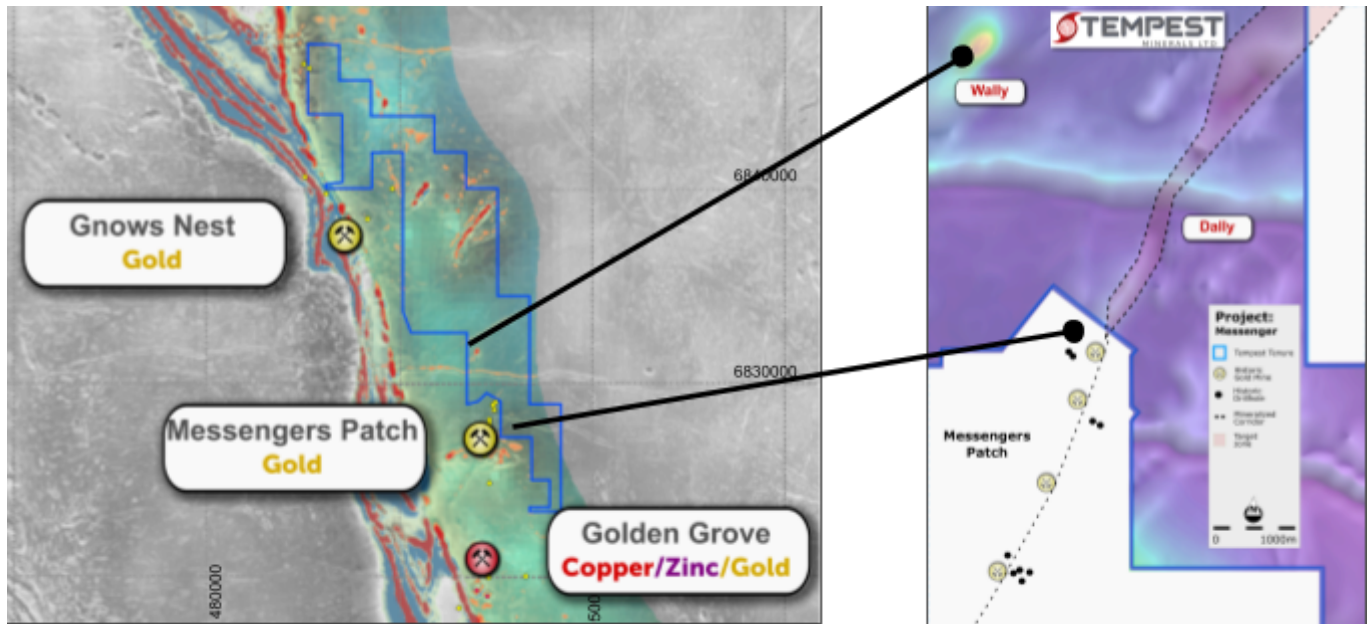 Gnows Nest
Gold
Messengers Patch
Gold
Golden Grove
Copper/Zinc/Gold
6840000
6830000
480000
500
TEMPEST
MINERALS LTD
Wally
Dally
Messengers
Patch
Project:
Messenger
Tempest Tenure
Historic
Gold Mine
Historic
Drillhole
Mineralized
Corridor
Target
Zone
0 1000m